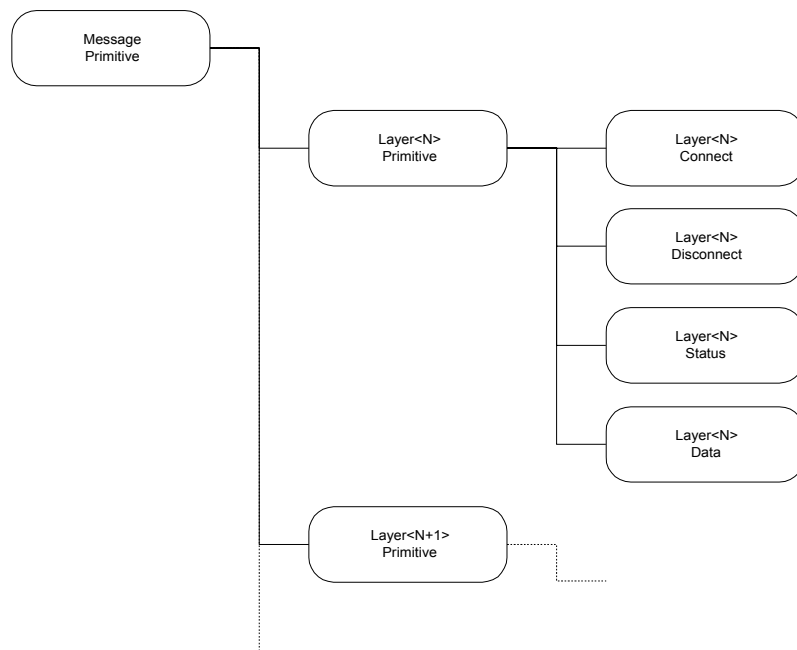 Message
Primitive
Layer<N>
Primitive
Layer<N>
Connect
Layer<N>
Disconnect
Layer<N>
Status
Layer<N>
Data
Layer<N+1>
Primitive